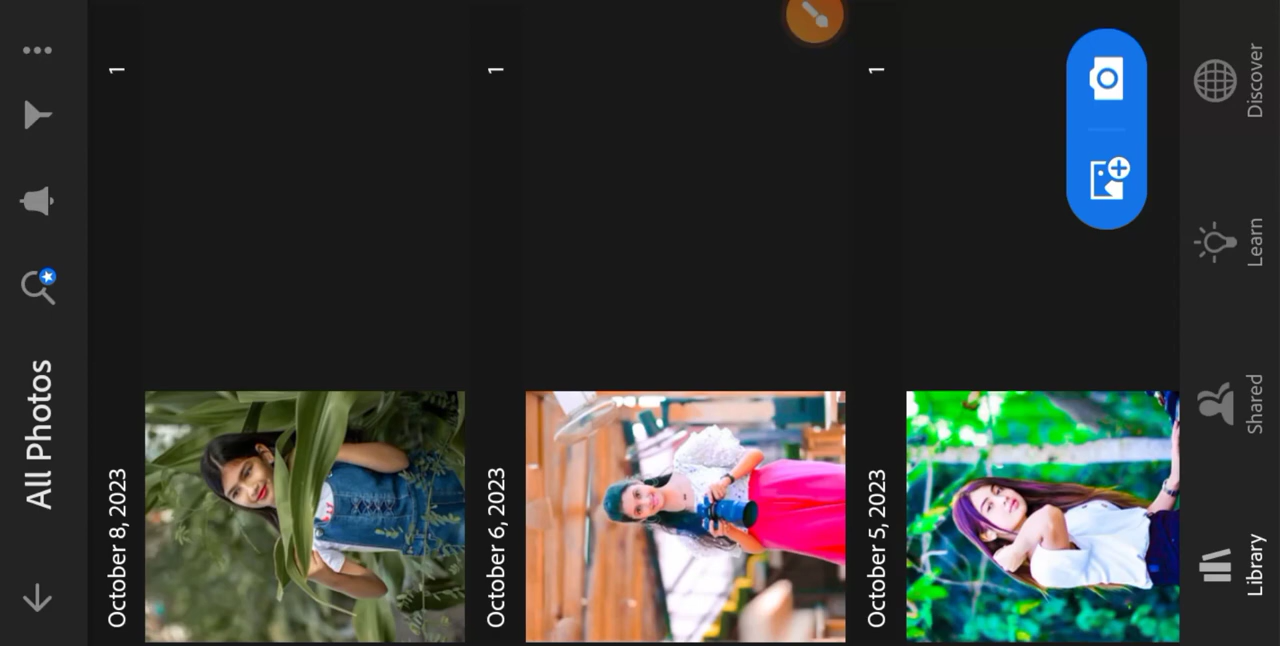 All Photos
October 8, 2023 1
October 6, 2023 1
October 5, 2023 1
Library Shared Learn Discover